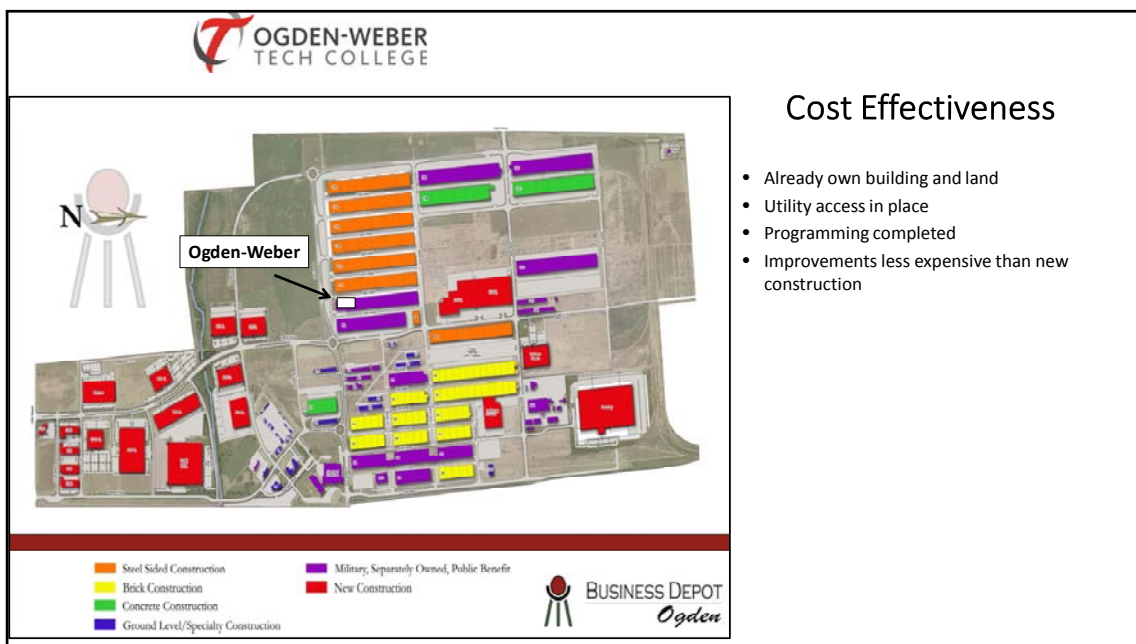 OGDEN-WEBER
TECH COLLEGE
Cost Effectiveness
• Already own building and land
• Utility access in place
• Programming completed
• Improvements less expensive than new
construction
N
Ogden-Weber
Steel Sided Construction
Brick Construction
Concrete Construction
Ground Level/Specialty Construction
Military, Separately Owned, Public Benefit
New Construction
BUSINESS DEPOT
Ogden